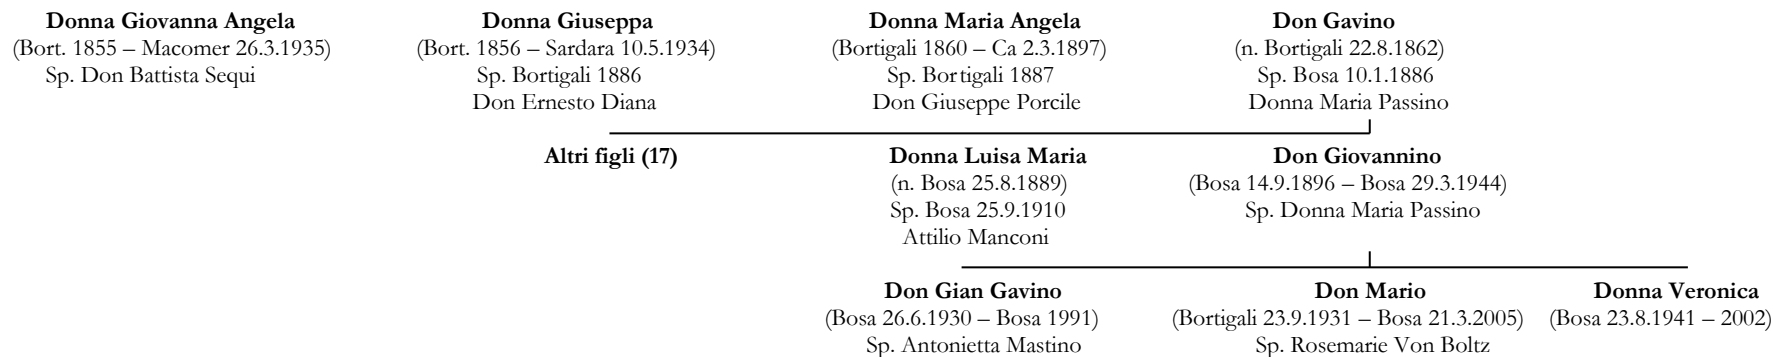 Donna Giovanna Angela
(Bort. 1855 – Macomer 26.3.1935)
Sp. Don Battista Sequi
Donna Giuseppa
(Bort. 1856 – Sardara 10.5.1934)
Sp. Bortigali 1886
Don Ernesto Diana
Donna Maria Angela
(Bortigali 1860 – Ca 2.3.1897)
Sp. Bortigali 1887
Don Giuseppe Porcile
Don Gavino
(n. Bortigali 22.8.1862)
Sp. Bosa 10.1.1886
Donna Maria Passino
Altri figli (17)
Donna Luisa Maria
(n. Bosa 25.8.1889)
Sp. Bosa 25.9.1910
Attilio Manconi
Don Giovannino
(Bosa 14.9.1896 – Bosa 29.3.1944)
Sp. Donna Maria Passino
Don Gian Gavino
(Bosa 26.6.1930 – Bosa 1991)
Sp. Antonietta Mastino
Don Mario
(Bortigali 23.9.1931 – Bosa 21.3.2005)
Sp. Rosemarie Von Boltz
Donna Veronica
(Bosa 23.8.1941 – 2002)